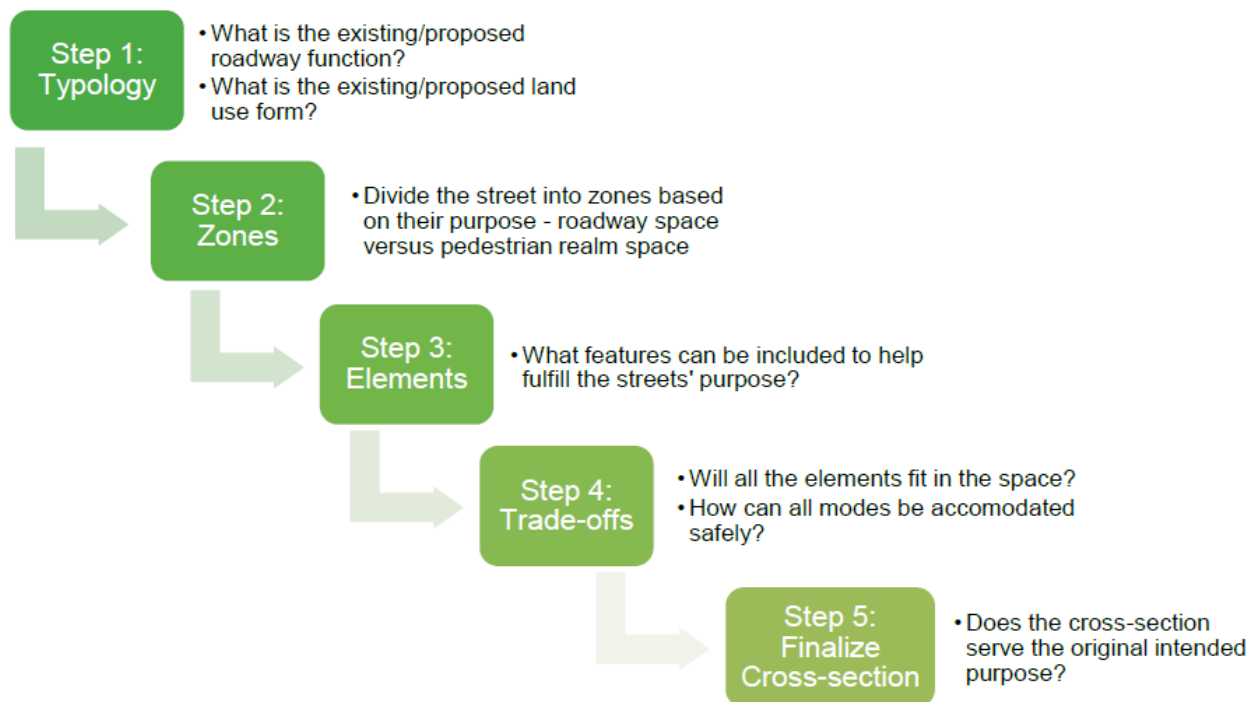 Step 1:
Typology
• What is the existing/proposed
roadway function?
• What is the existing/proposed land
use form?
Step 2:
Zones
• Divide the street into zones based
on their purpose - roadway space
versus pedestrian realm space
Step 3:
Elements
• What features can be included to help
fulfill the streets' purpose?
Step 4:
Trade-offs
• Will all the elements fit in the space?
• How can all modes be accomodated
safely?
Step 5:
Finalize
Cross-section
• Does the cross-section
serve the original intended
purpose?